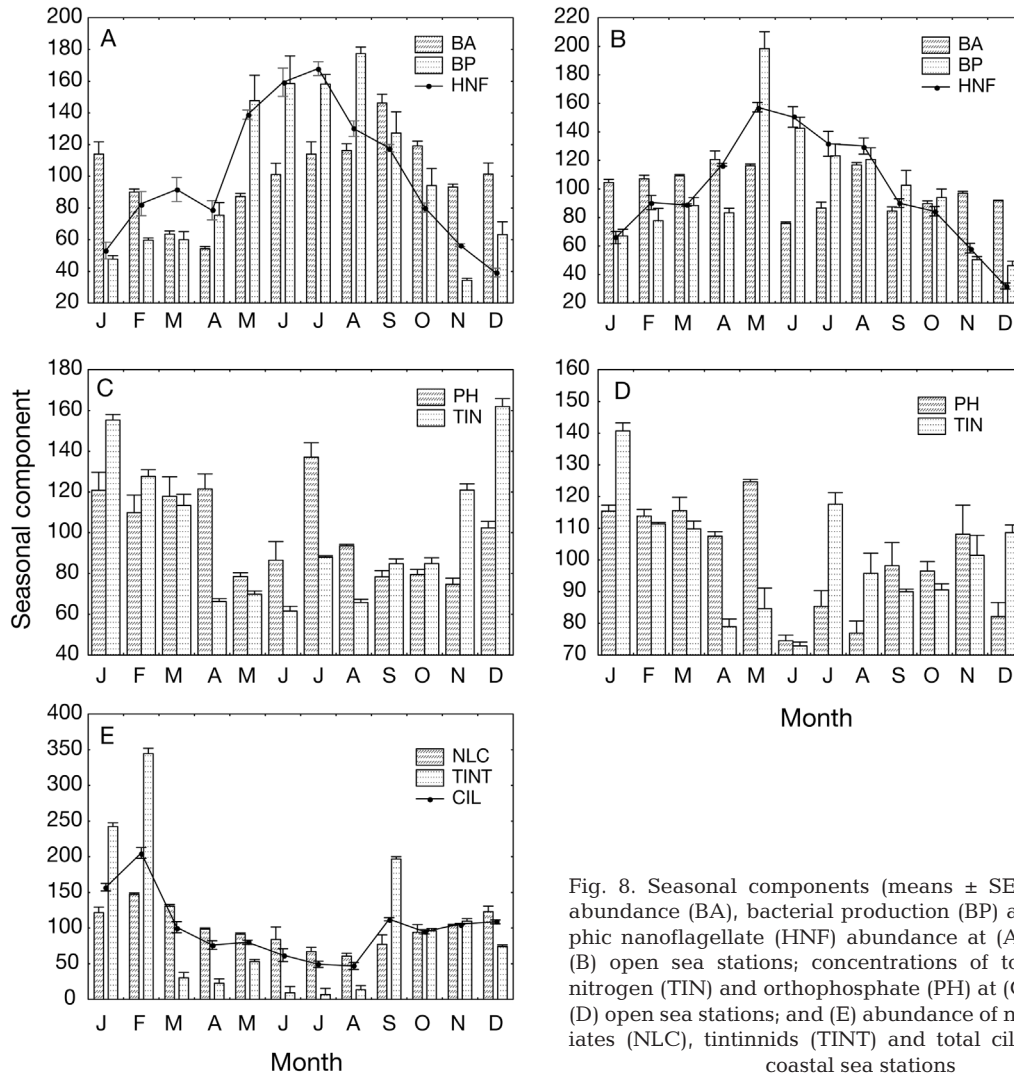 A
BA
BP
HNF
200
180
160
140
120
100
80
60
40
20
J F M A M J J A S O N D
B
BA
BP
HNF
220
200
180
160
140
120
100
80
60
40
20
J F M A M J J A S O N D
Seasonal component
C
PH
TIN
180
160
140
120
100
80
60
40
J F M A M J J A S O N D
D
PH
TIN
160
150
140
130
120
110
100
90
80
70
J F M A M J J A S O N D
Month
E
NLC
TINT
CIL
400
350
300
250
200
150
100
50
0
J F M A M J J A S O N D
Month
Fig. 8. Seasonal components (means ± SE
abundance (BA), bacterial production (BP) a
phic nanoflagellate (HNF) abundance at (A
(B) open sea stations; concentrations of to
nitrogen (TIN) and orthophosphate (PH) at (C
(D) open sea stations; and (E) abundance of n
iates (NLC), tintinnids (TINT) and total cil
coastal sea stations